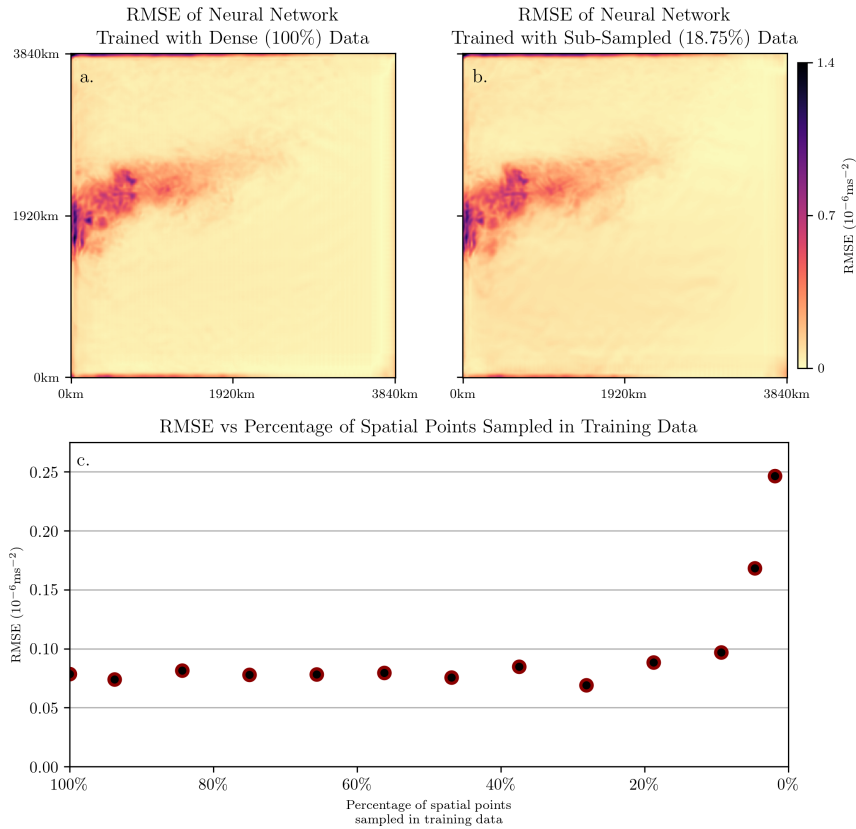 RMSE of Neural Network
Trained with Dense (100%) Data
RMSE of Neural Network
Trained with Sub-Sampled (18.75%) Data
3840km
1920km
0km
0km
1920km
3840km
a.
b.
0km
1920km
3840km
1.4
0.7
0
RMSE (10⁻⁶ms⁻²)
RMSE vs Percentage of Spatial Points Sampled in Training Data
c.
0.25
0.20
0.15
0.10
0.05
0.00
RMSE (10⁻⁶ms⁻²)
100%
80%
60%
40%
20%
0%
Percentage of spatial points
sampled in training data